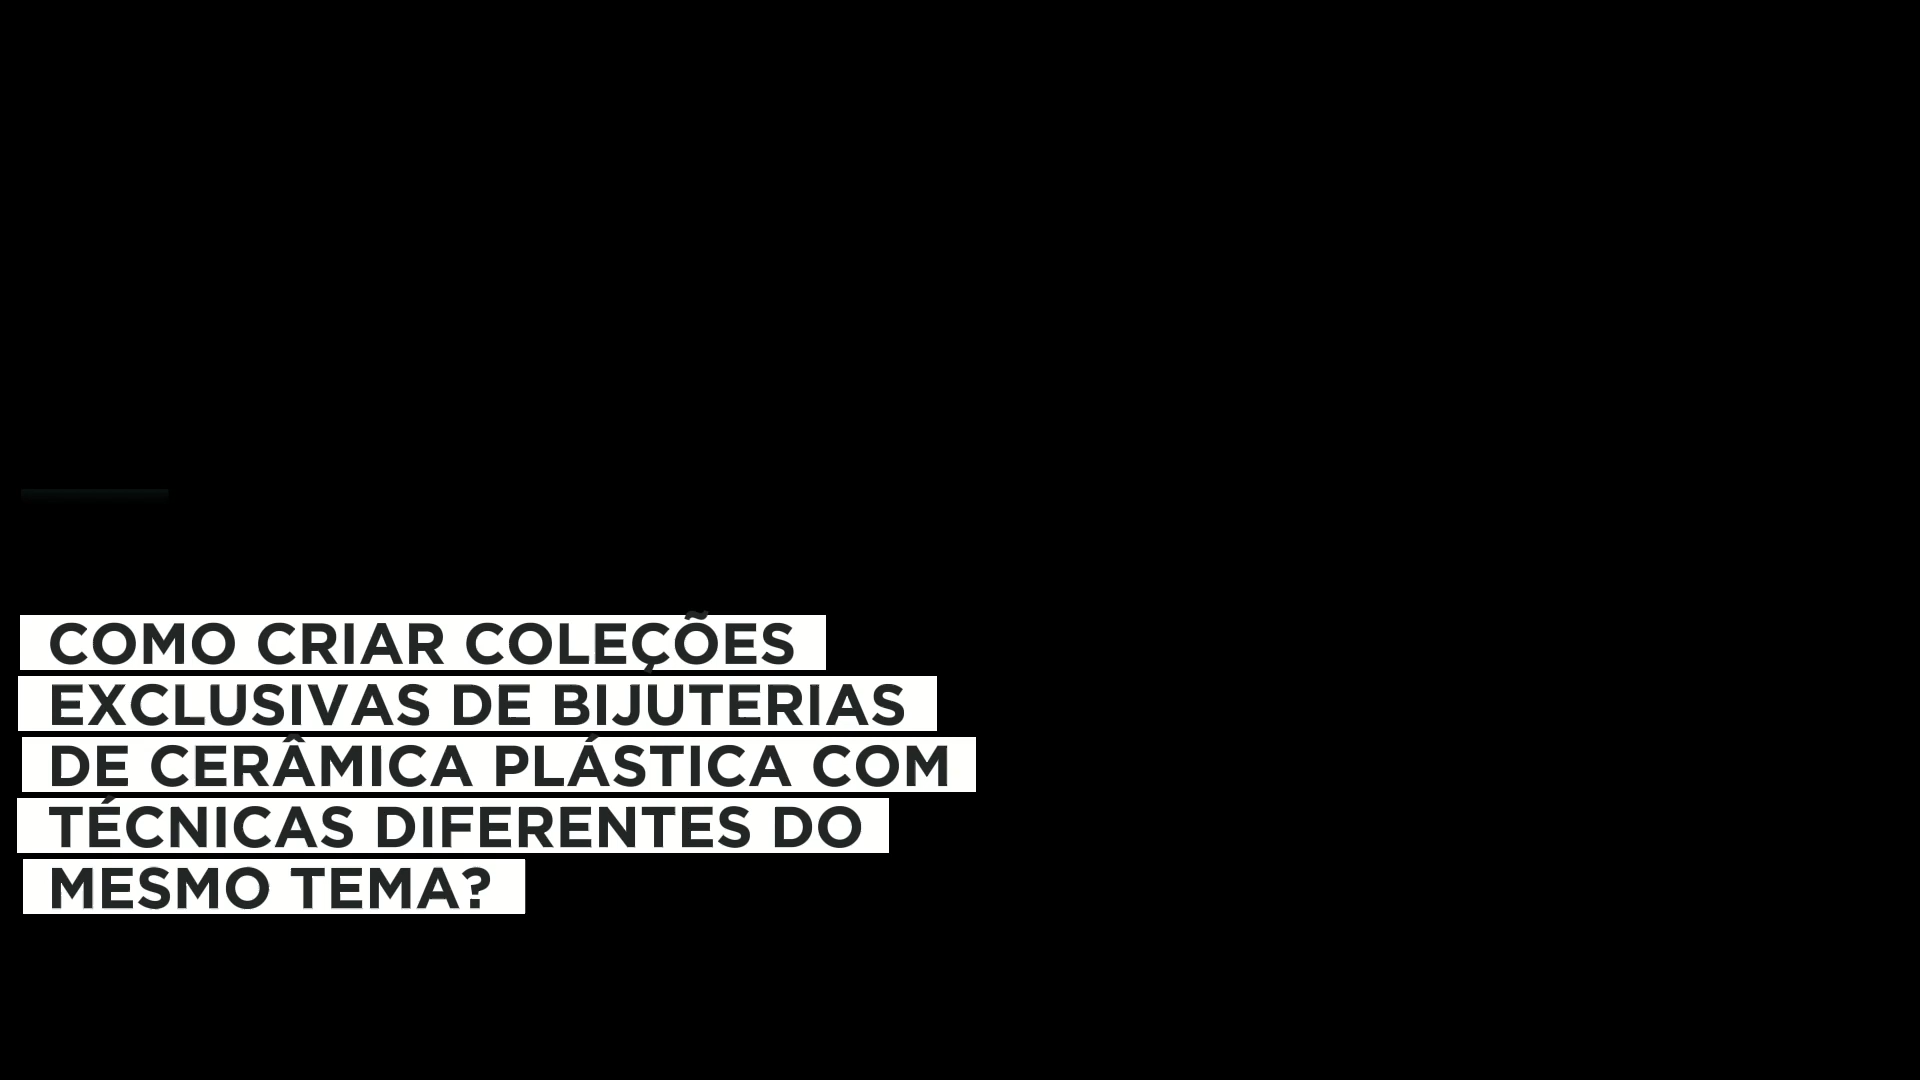 COMO CRIAR COLEÇÕES
EXCLUSIVAS DE BIJUTERIAS
DE CERÂMICA PLÁSTICA COM
TÉCNICAS DIFERENTES DO
MESMO TEMA?